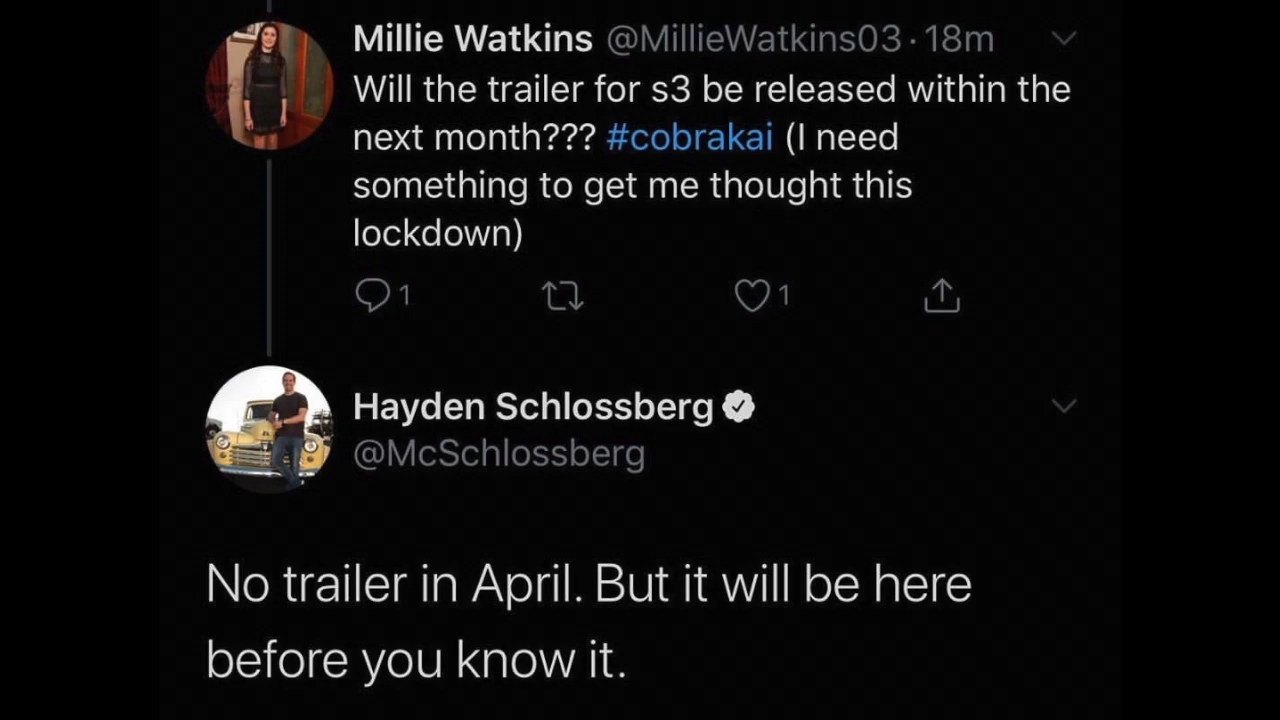 Millie Watkins @MillieWatkins03 · 18m
Will the trailer for s3 be released within the
next month??? #cobrakai (I need
something to get me thought this
lockdown)
1 1
Hayden Schlossberg
@McSchlossberg
No trailer in April. But it will be here
before you know it.